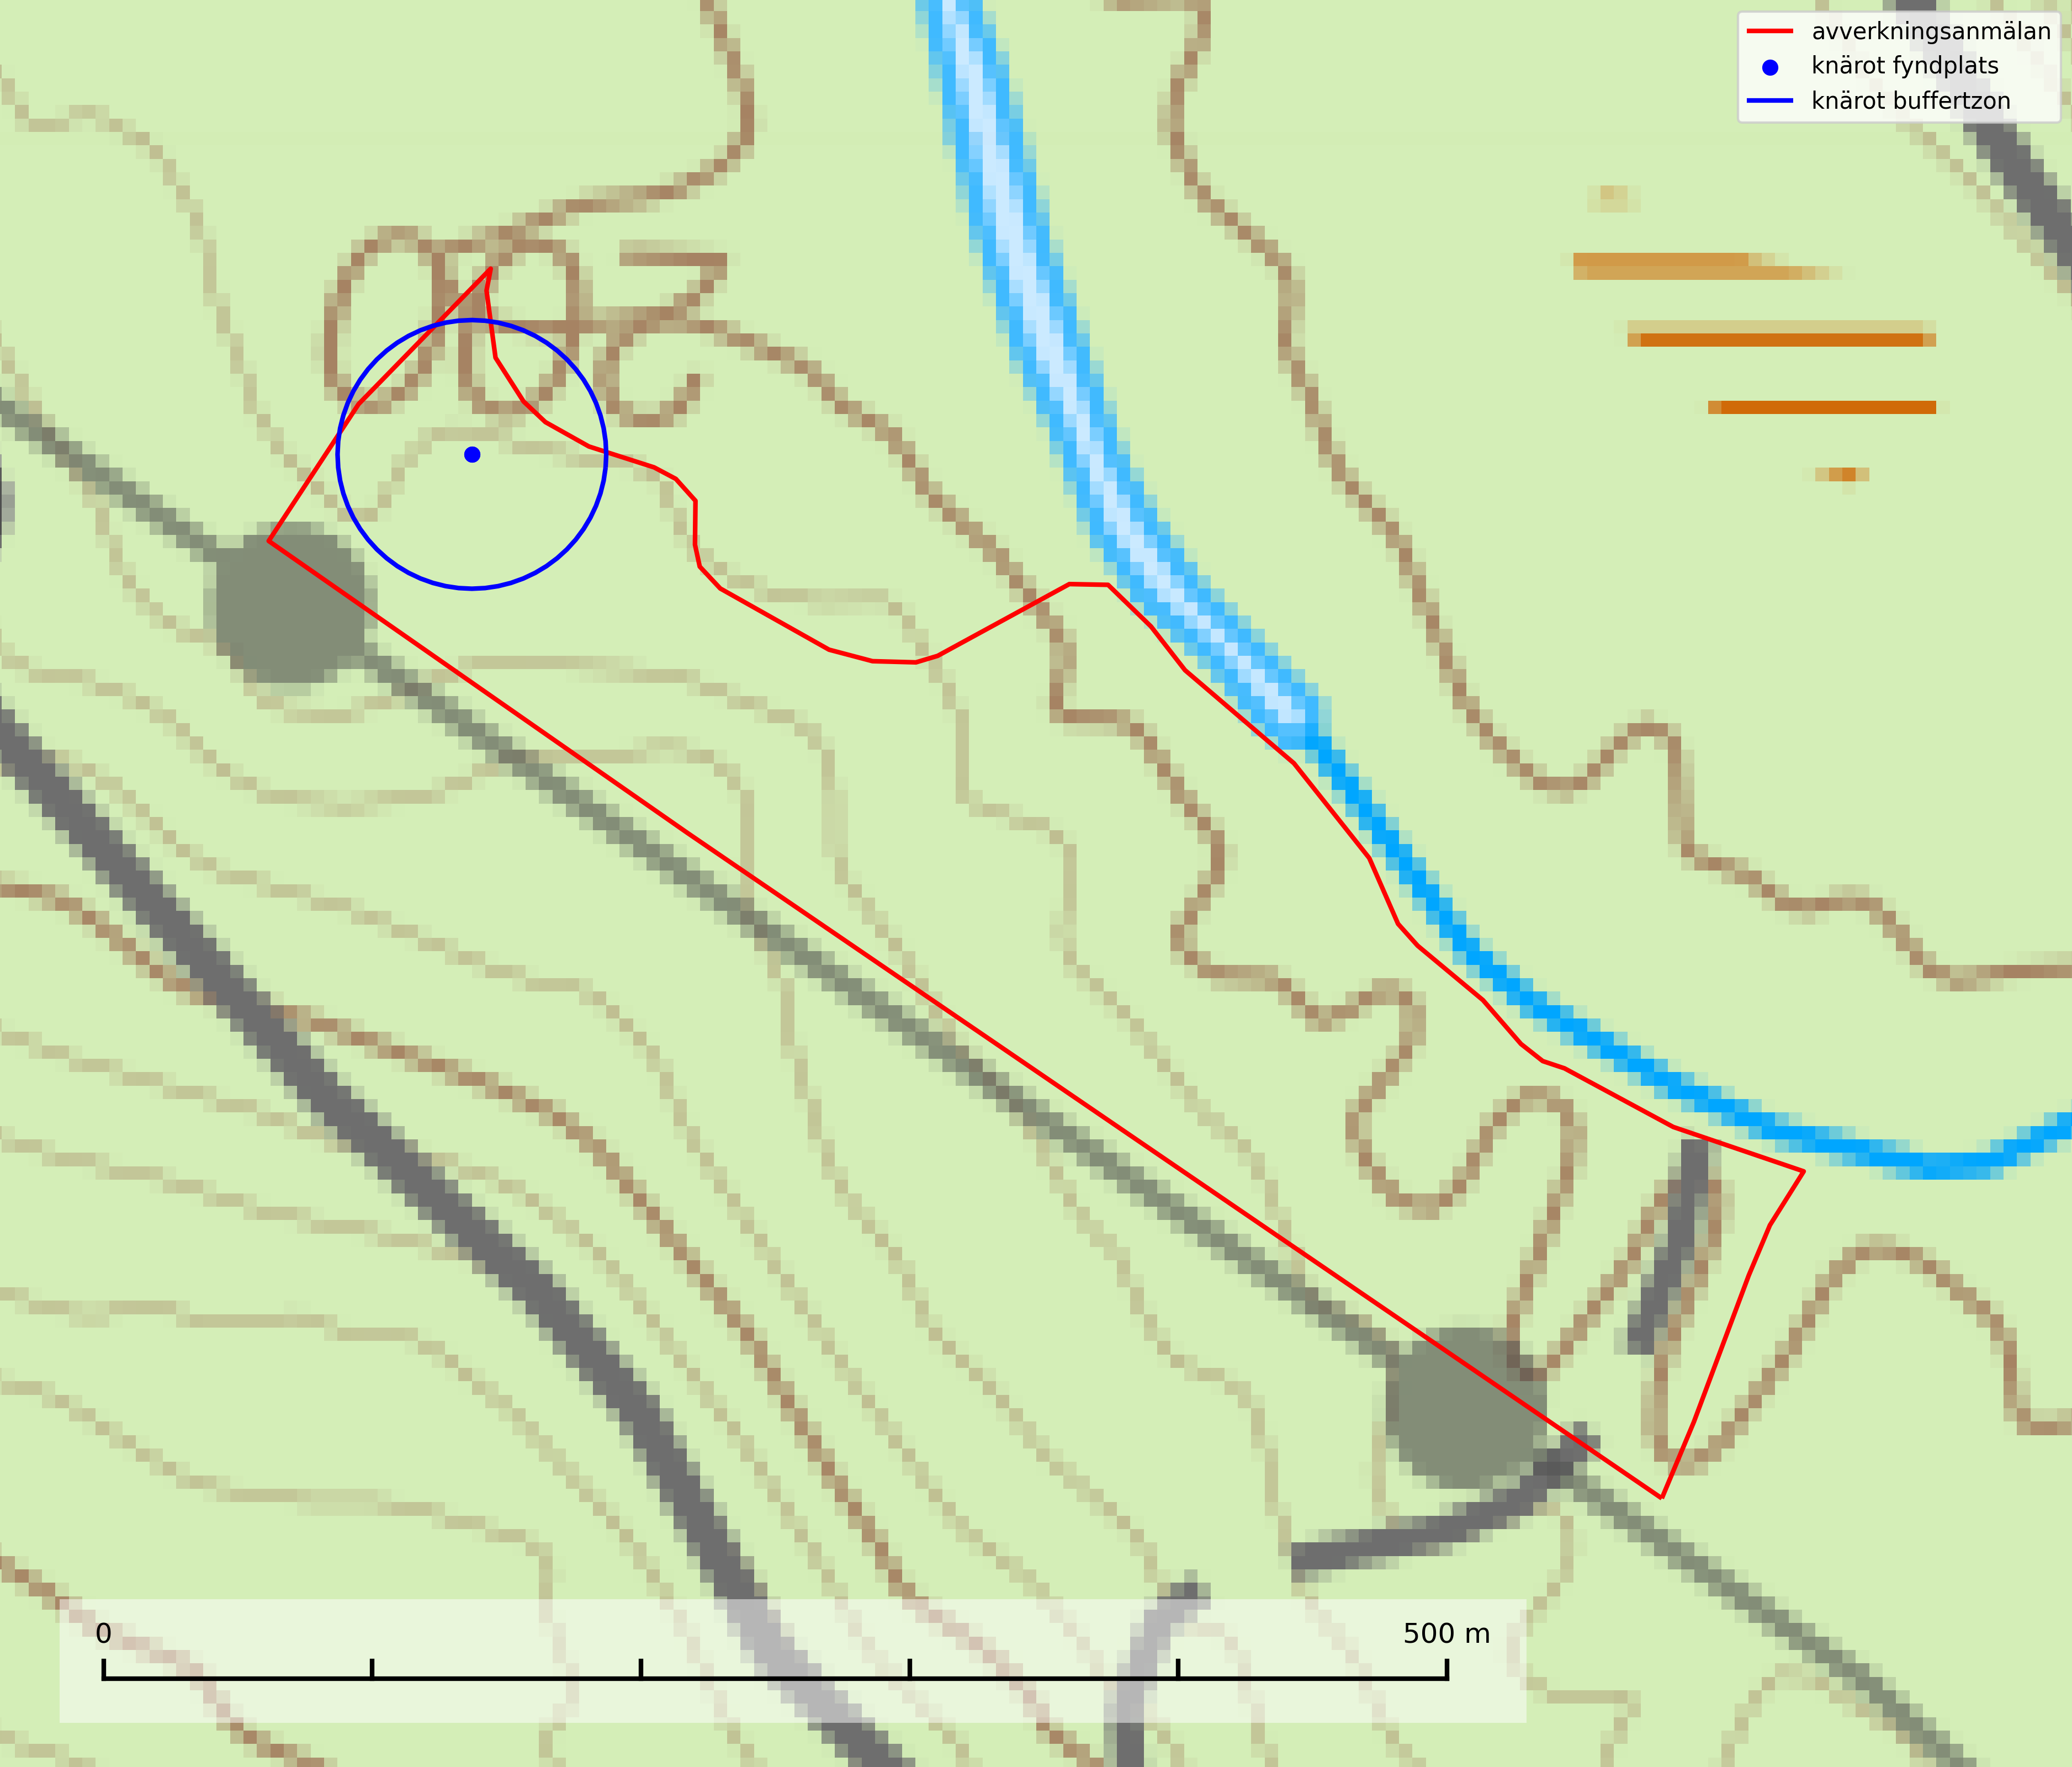 avverkningsanmälan
knärot fyndplats
knärot buffertzon
0
500 m